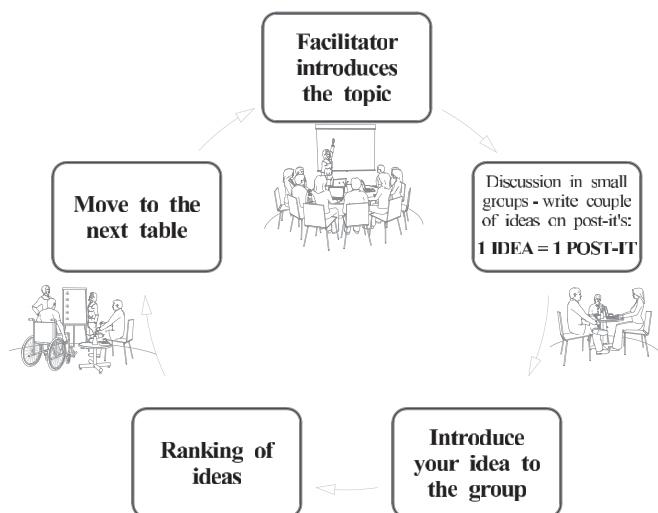 Facilitator
introduces
the topic
Discussion in small
groups - write couple
of ideas on post-it's:
1 IDEA = 1 POST-IT
Introduce
your idea to
the group
Ranking of
ideas
Move to the
next table